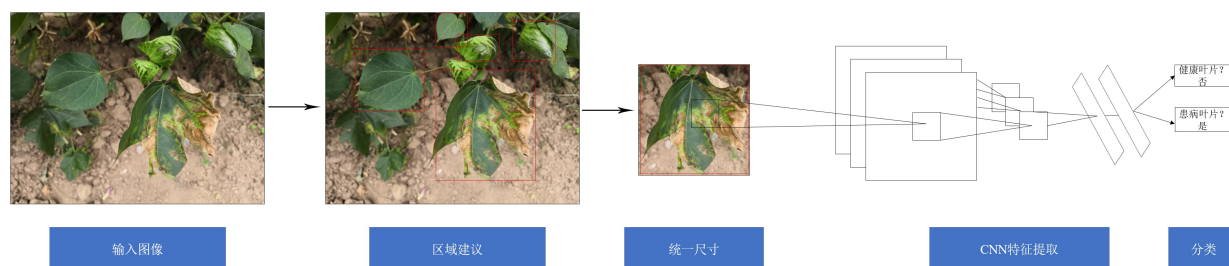 健康叶片?
否
患病叶片?
是
输入图像
区域建议
统一尺寸
CNN特征提取
分类